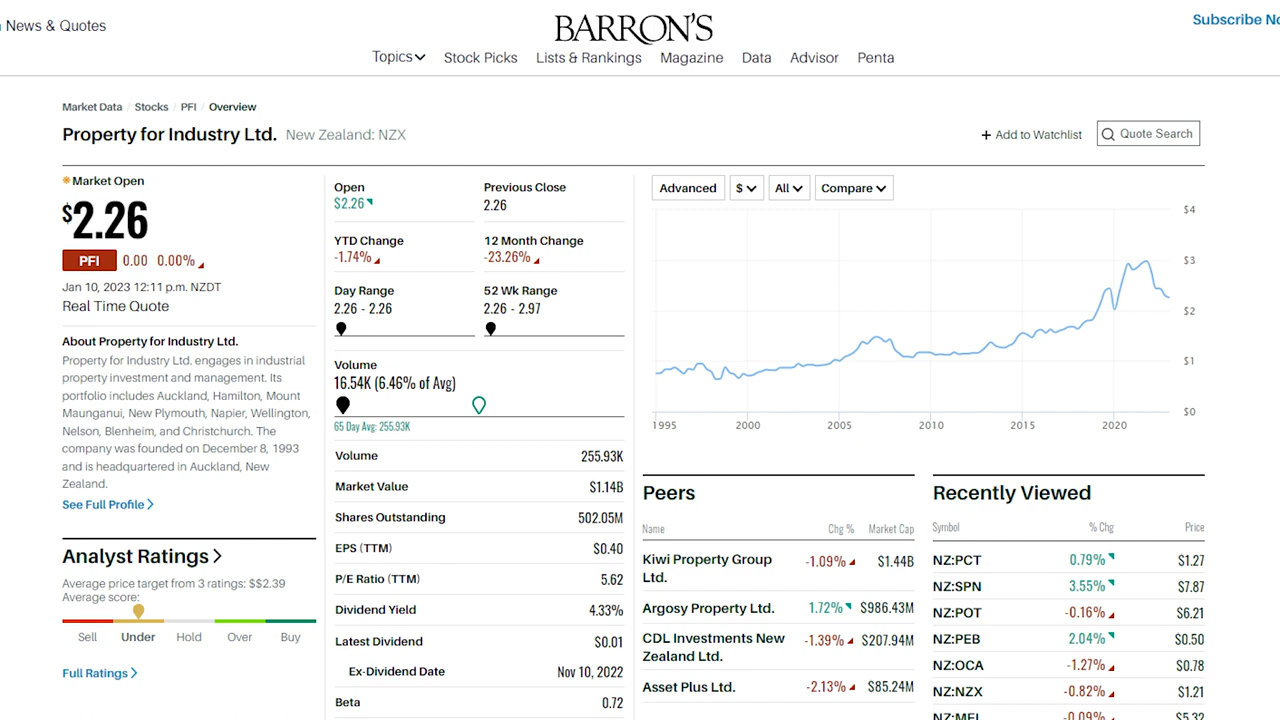 News & Quotes
BARRON'S
Subscribe No
Topics
Stock Picks
Lists & Rankings
Magazine
Data
Advisor
Penta
Market Data / Stocks / PFI / Overview
Property for Industry Ltd. New Zealand: NZX
+ Add to Watchlist
Quote Search
Market Open
$2.26
PFI 0.00 0.00%
Jan 10, 2023 12:11 p.m. NZDT
Real Time Quote
About Property for Industry Ltd.
Property for Industry Ltd. engages in industrial
property investment and management. Its
portfolio includes Auckland, Hamilton, Mount
Maunganui, New Plymouth, Napier, Wellington,
Nelson, Blenheim, and Christchurch. The
company was founded on December 8, 1993
and is headquartered in Auckland, New
Zealand.
See Full Profile
Analyst Ratings
Average price target from 3 ratings: $$2.39
Average score:
Sell Under Hold Over Buy
Full Ratings
Open
$2.26
Previous Close
2.26
YTD Change
-1.74%
12 Month Change
-23.26%
Day Range
2.26 - 2.26
52 Wk Range
2.26 - 2.97
Volume
16.54K (6.46% of Avg)
65 Day Avg: 255.93K
Volume 255.93K
Market Value $1.14B
Shares Outstanding 502.05M
EPS (TTM) $0.40
P/E Ratio (TTM) 5.62
Dividend Yield 4.33%
Latest Dividend $0.01
Ex-Dividend Date Nov 10, 2022
Beta 0.72
Advanced
$
All
Compare
$4
$3
$2
$1
$0
1995 2000 2005 2010 2015 2020
Peers
Name Chg % Market Cap
Kiwi Property Group
Ltd. -1.09% $1.44B
Argosy Property Ltd. 1.72% $986.43M
CDL Investments New
Zealand Ltd. -1.39% $207.94M
Asset Plus Ltd. -2.13% $85.24M
Recently Viewed
Symbol % Chg Price
NZ:PCT 0.79% $1.27
NZ:SPN 3.55% $7.87
NZ:POT -0.16% $6.21
NZ:PEB 2.04% $0.50
NZ:OCA -1.27% $0.78
NZ:NZX -0.82% $1.21
NZ:MEL -0.09% $5.32